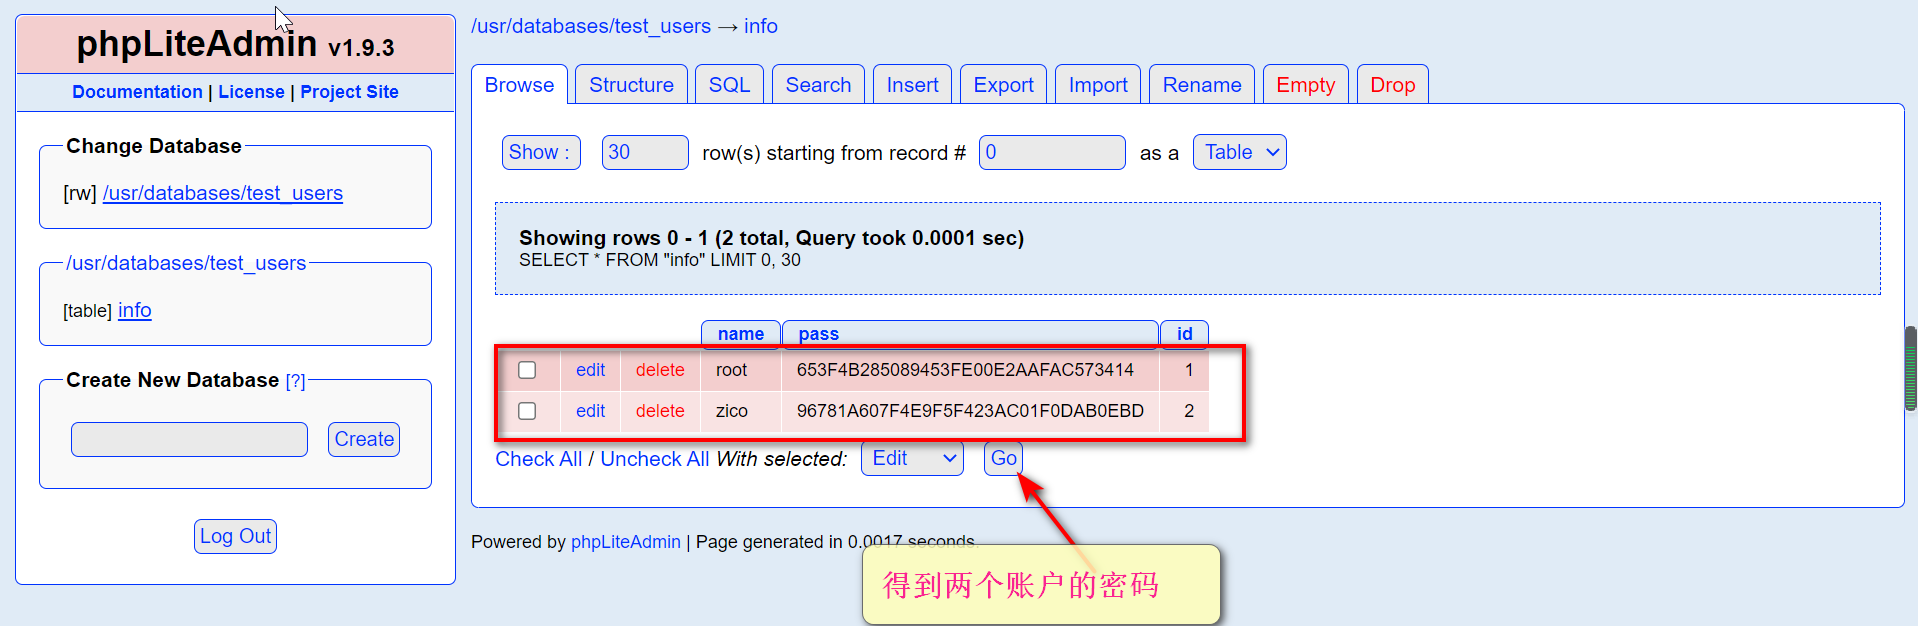 phpLiteAdmin v1.9.3
Documentation | License | Project Site
Change Database
[rw] /usr/databases/test_users
/usr/databases/test_users
[table] info
Create New Database [?]
Create
Log Out
/usr/databases/test_users → info
Browse Structure SQL Search Insert Export Import Rename Empty Drop
Show : 30 row(s) starting from record # 0 as a Table
Showing rows 0 - 1 (2 total, Query took 0.0001 sec)
SELECT * FROM "info" LIMIT 0, 30
name pass id
edit delete root 653F4B285089453FE00E2AAFAC573414 1
edit delete zico 96781A607F4E9F5F423AC01F0DAB0EBD 2
Check All / Uncheck All With selected: Edit Go
Powered by phpLiteAdmin | Page generated in 0.0017 seconds.
得到两个账户的密码